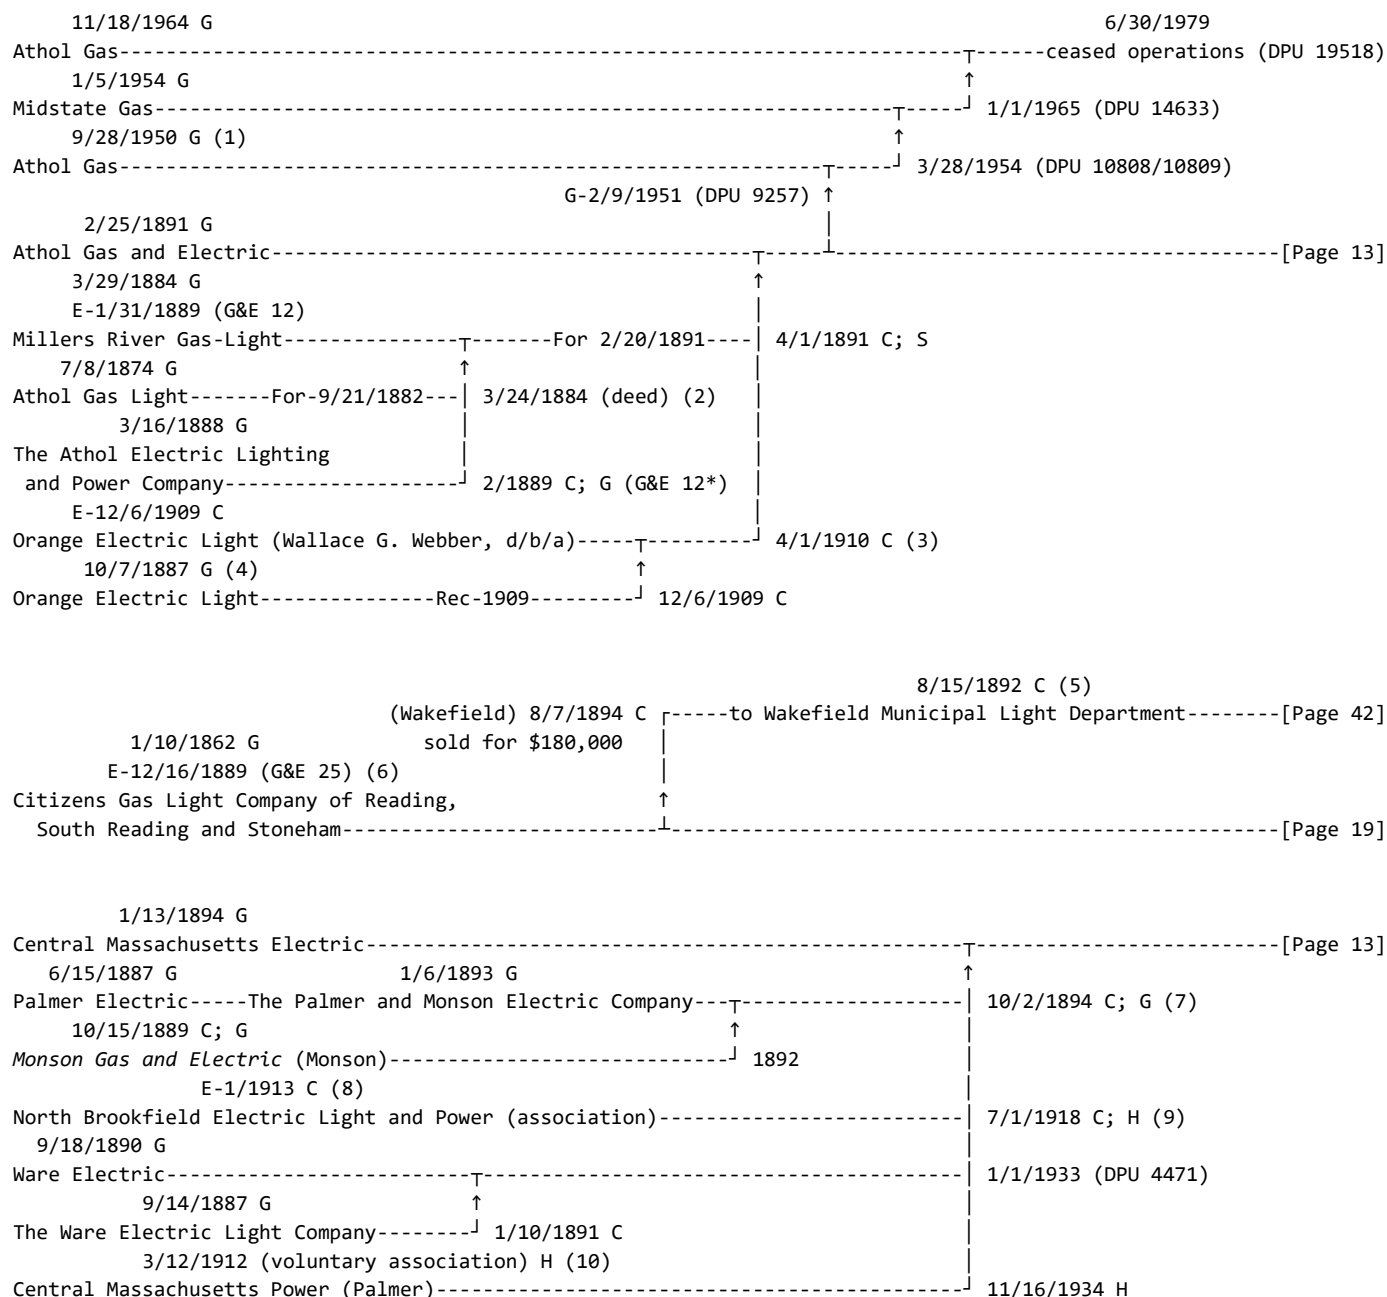 11/18/1964 G 6/30/1979
Athol Gas------------------------------------------------------------------------┬------ceased operations (DPU 19518)
1/5/1954 G ↑
Midstate Gas---------------------------------------------------------------┬-----┘ 1/1/1965 (DPU 14633)
9/28/1950 G (1) ↑
Athol Gas------------------------------------------------------------┬-----┘ 3/28/1954 (DPU 10808/10809)
G-2/9/1951 (DPU 9257) ↑
2/25/1891 G │
Athol Gas and Electric-----------------------------------------┬-----┴--------------------------------------[Page 13]
3/29/1884 G ↑
E-1/31/1889 (G&E 12) │
Millers River Gas-Light---------------┬-------For 2/20/1891----│ 4/1/1891 C; S
7/8/1874 G ↑ │
Athol Gas Light-------For-9/21/1882---│ 3/24/1884 (deed) (2) │
3/16/1888 G │ │
The Athol Electric Lighting │ │
and Power Company--------------------┘ 2/1889 C; G (G&E 12*) │
E-12/6/1909 C │
Orange Electric Light (Wallace G. Webber, d/b/a)-----┬---------┘ 4/1/1910 C (3)
10/7/1887 G (4) ↑
Orange Electric Light---------------Rec-1909---------┘ 12/6/1909 C
8/15/1892 C (5)
(Wakefield) 8/7/1894 C ┌-----to Wakefield Municipal Light Department--------[Page 42]
1/10/1862 G sold for $180,000 │
E-12/16/1889 (G&E 25) (6) │
Citizens Gas Light Company of Reading, ↑
South Reading and Stoneham---------------------------┴----------------------------------------------------[Page 19]
1/13/1894 G
Central Massachusetts Electric---------------------------------------------------┬--------------------------[Page 13]
6/15/1887 G 1/6/1893 G ↑
Palmer Electric-----The Palmer and Monson Electric Company---┬-------------------│ 10/2/1894 C; G (7)
10/15/1889 C; G ↑ │
Monson Gas and Electric (Monson)-----------------------------┘ 1892 │
E-1/1913 C (8) │
North Brookfield Electric Light and Power (association)--------------------------│ 7/1/1918 C; H (9)
9/18/1890 G │
Ware Electric--------------------------┬-----------------------------------------│ 1/1/1933 (DPU 4471)
9/14/1887 G ↑ │
The Ware Electric Light Company--------┘ 1/10/1891 C │
3/12/1912 (voluntary association) H (10) │
Central Massachusetts Power (Palmer)---------------------------------------------┘ 11/16/1934 H